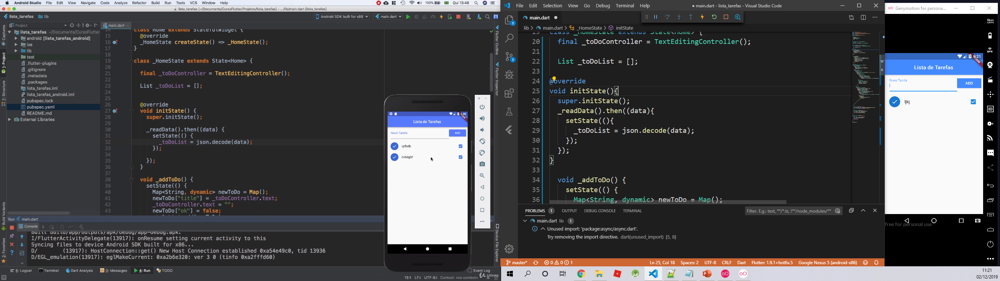 Android Studio File Edit View Navigate Code Analyze Refactor Build Run Tools VCS Window Help
100% Qui 13:48
lista_tarefas [~/Documents/CursoFlutter/Projetos/lista_tarefas] - .../lib/main.dart [lista_tarefas]
lista_tarefas lib
Android SDK built for x86 main.dart
Project
main.dart
lista_tarefas ~/Documents/CursoFlutter
android [lista_tarefas_android]
ios
lib
test
.flutter-plugins
.gitignore
.metadata
.packages
lista_tarefas.iml
lista_tarefas_android.iml
pubspec.lock
pubspec.yaml
README.md
External Libraries
Captures
1: Project
Z: Structure
Build Variants
2: Favorites
14 class Home extends StatefulWidget {
15 @override
16 _HomeState createState() => _HomeState();
17 }
18
19 class _HomeState extends State<Home> {
20
21 final _toDoController = TextEditingController();
22
23 List _toDoList = [];
24
25
26 @override
27 void initState() {
28 super.initState();
29
30 _readData().then((data) {
31 setState(() {
32 _toDoList = json.decode(data);
33 });
34
35 });
36 }
37
38 void _addToDo() {
39 setState(() {
40 Map<String, dynamic> newToDo = Map();
41 newToDo["title"] = _toDoController.text;
42 _toDoController.text = "";
43 newToDo["ok"] = false;
Flutter Outline
Flutter Inspector
Device File Explorer
Lista de Tarefas
Nova Tarefa
ADD
sjifbdb
dvbdgbf
Run main.dart
Console
Built build/app/outputs/apk/debug/app-debug.apk.
I/FlutterActivityDelegate(13917): onResume setting current activity to this
Syncing files to device Android SDK built for x86...
D/ (13917): HostConnection::get() New Host Connection established 0xa54e49c0, tid 13936
D/EGL_emulation(13917): eglMakeCurrent: 0xa2b6e320: ver 3 0 (tinfo 0xa2fffd60)
6: Logcat Terminal Dart Analysis 0: Messages 4: Run TODO
Event Log
13:1 LF÷ UTF-8÷ Context: <no context>
Udemy
File Edit Selection View Go Debug Terminal Help
● main.dart - lista_tarefas - Visual Studio Code
main.dart ●
lib > main.dart > _HomeState > initState
19 class _HomeState extends State<Home> {
20 final _toDoController = TextEditingController();
21
22 List _toDoList = [];
23
24 @override
25 void initState(){
26 super.initState();
27 _readData().then((data){
28 setState((){
29 _toDoList = json.decode(data);
30 });
31 });
32 }
33
34 void _addToDo() {
35 setState(() {
36 Map<String, dynamic> newToDo = Map();
PROBLEMS 1 OUTPUT DEBUG CONSOLE TERMINAL
Filter. E.g.: text, **/*.ts, !**/node_modules/**
main.dart lib 1
Unused import: 'package:async/async.dart'.
Try removing the import directive. dart(unused_import) [5, 8]
master* 0 0 1
Ln 25, Col 18 Spaces: 2 UTF-8 CRLF Dart Flutter: 1.9.1+hotfix.5 Google Nexus 5 (android-x86)
Genymotion for persona...
Open GAPPS
GPS
ID
8:21
DEBUG
Lista de Tarefas
Nova Tarefa
ADD
ljkj
free for personal use
11:21
02/12/2019